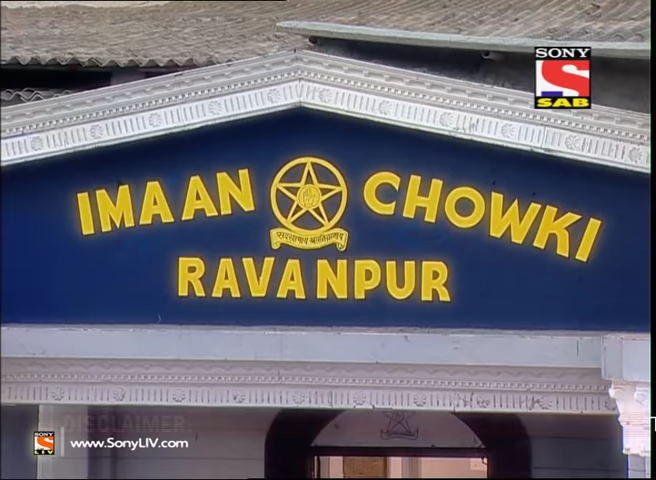 SONY
S
SAB
IMAAN CHOWKI
RAVANPUR
DISCLAIMER:
SONY
LIV
www.SonyLIV.com